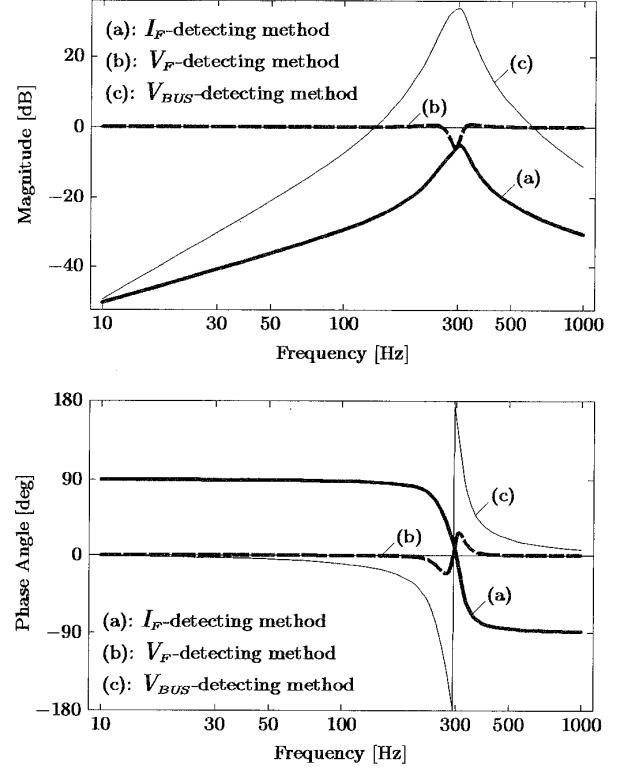 (a): I_F-detecting method
(b): V_F-detecting method
(c): V_BUS-detecting method
20
0
−20
−40
Magnitude [dB]
(c)
(b)
(a)
10 30 50 100 300 500 1000
Frequency [Hz]
180
90
0
−90
−180
Phase Angle [deg]
(c)
(b)
(a)
(a): I_F-detecting method
(b): V_F-detecting method
(c): V_BUS-detecting method
10 30 50 100 300 500 1000
Frequency [Hz]